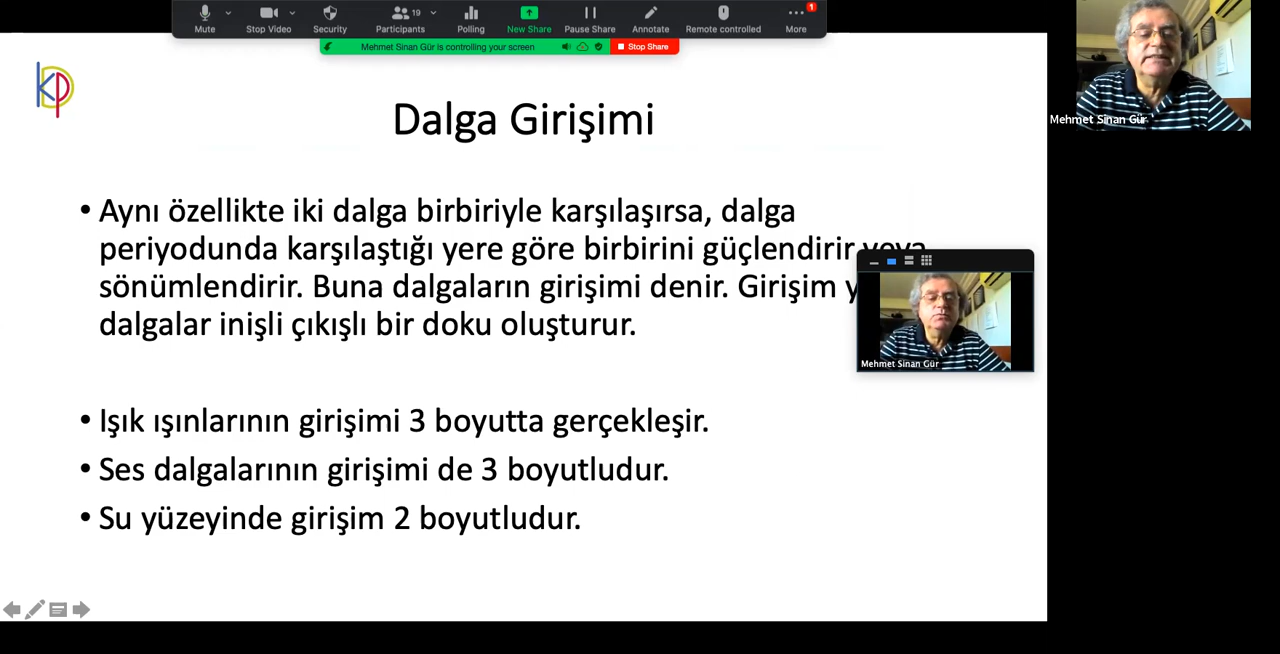 Mute
Stop Video
Security
19
Participants
Polling
New Share
Pause Share
Annotate
Remote controlled
1
More
Mehmet Sinan Gür is controlling your screen
Stop Share
kp
Mehmet Sinan Gür
Dalga Girişimi
• Aynı özellikte iki dalga birbiriyle karşılaşırsa, dalga
periyodunda karşılaştığı yere göre birbirini güçlendirir veya
sönümlendirir. Buna dalgaların girişimi denir. Girişim
dalgalar inişli çıkışlı bir doku oluşturur.
Mehmet Sinan Gür
• Işık ışınlarının girişimi 3 boyutta gerçekleşir.
• Ses dalgalarının girişimi de 3 boyutludur.
• Su yüzeyinde girişim 2 boyutludur.